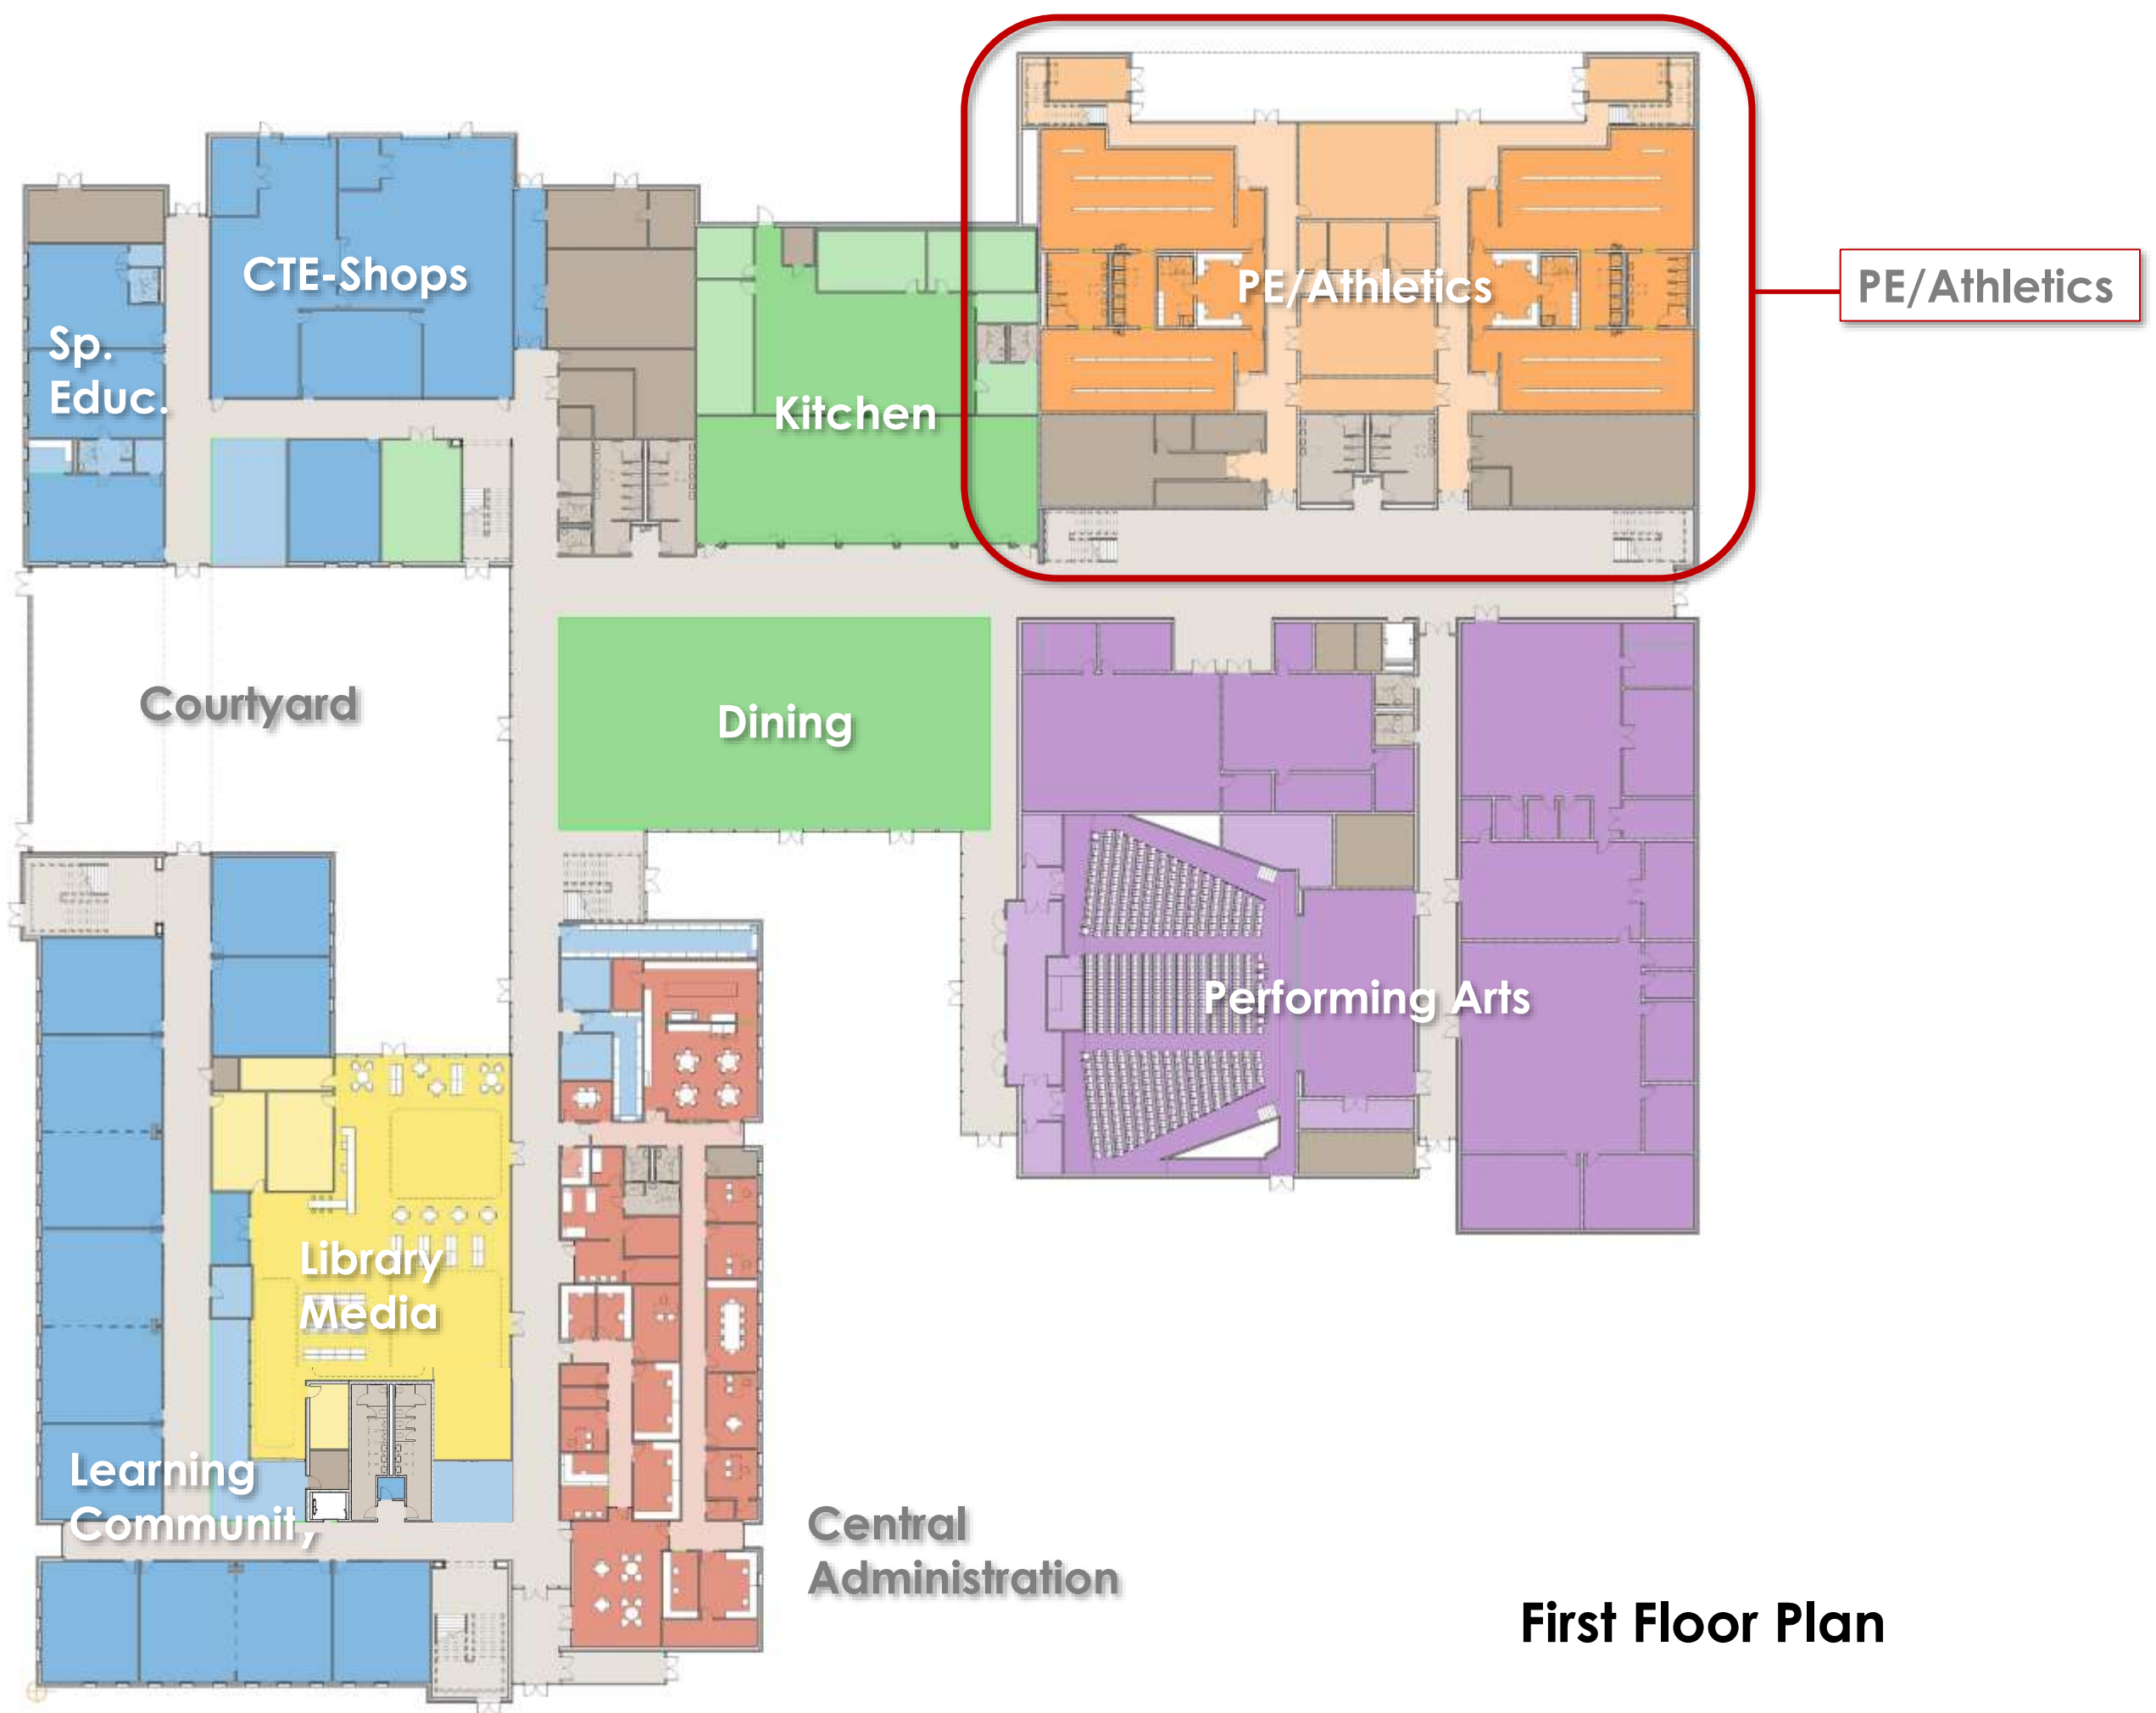 CTE-Shops
PE/Athletics
PE/Athletics
Sp.
Educ.
Kitchen
Courtyard
Dining
Performing Arts
Library
Media
Learning
Community
Central
Administration
First Floor Plan